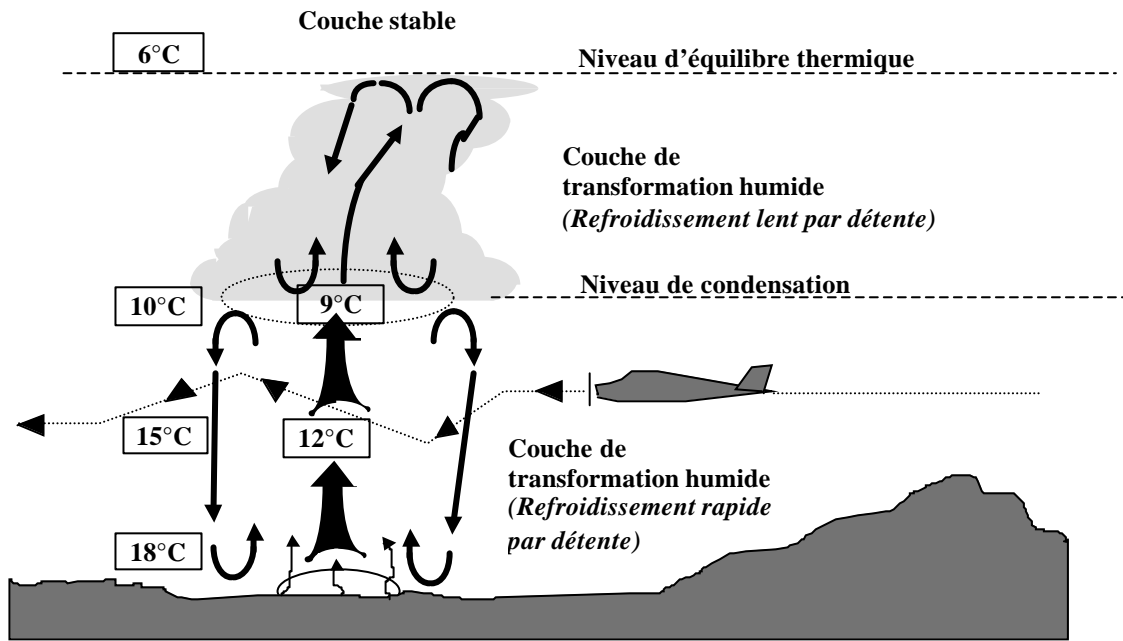 Couche stable
6°C
Niveau d'équilibre thermique
Couche de
transformation humide
(Refroidissement lent par détente)
Niveau de condensation
10°C
9°C
15°C
12°C
Couche de
transformation humide
(Refroidissement rapide
par détente)
18°C